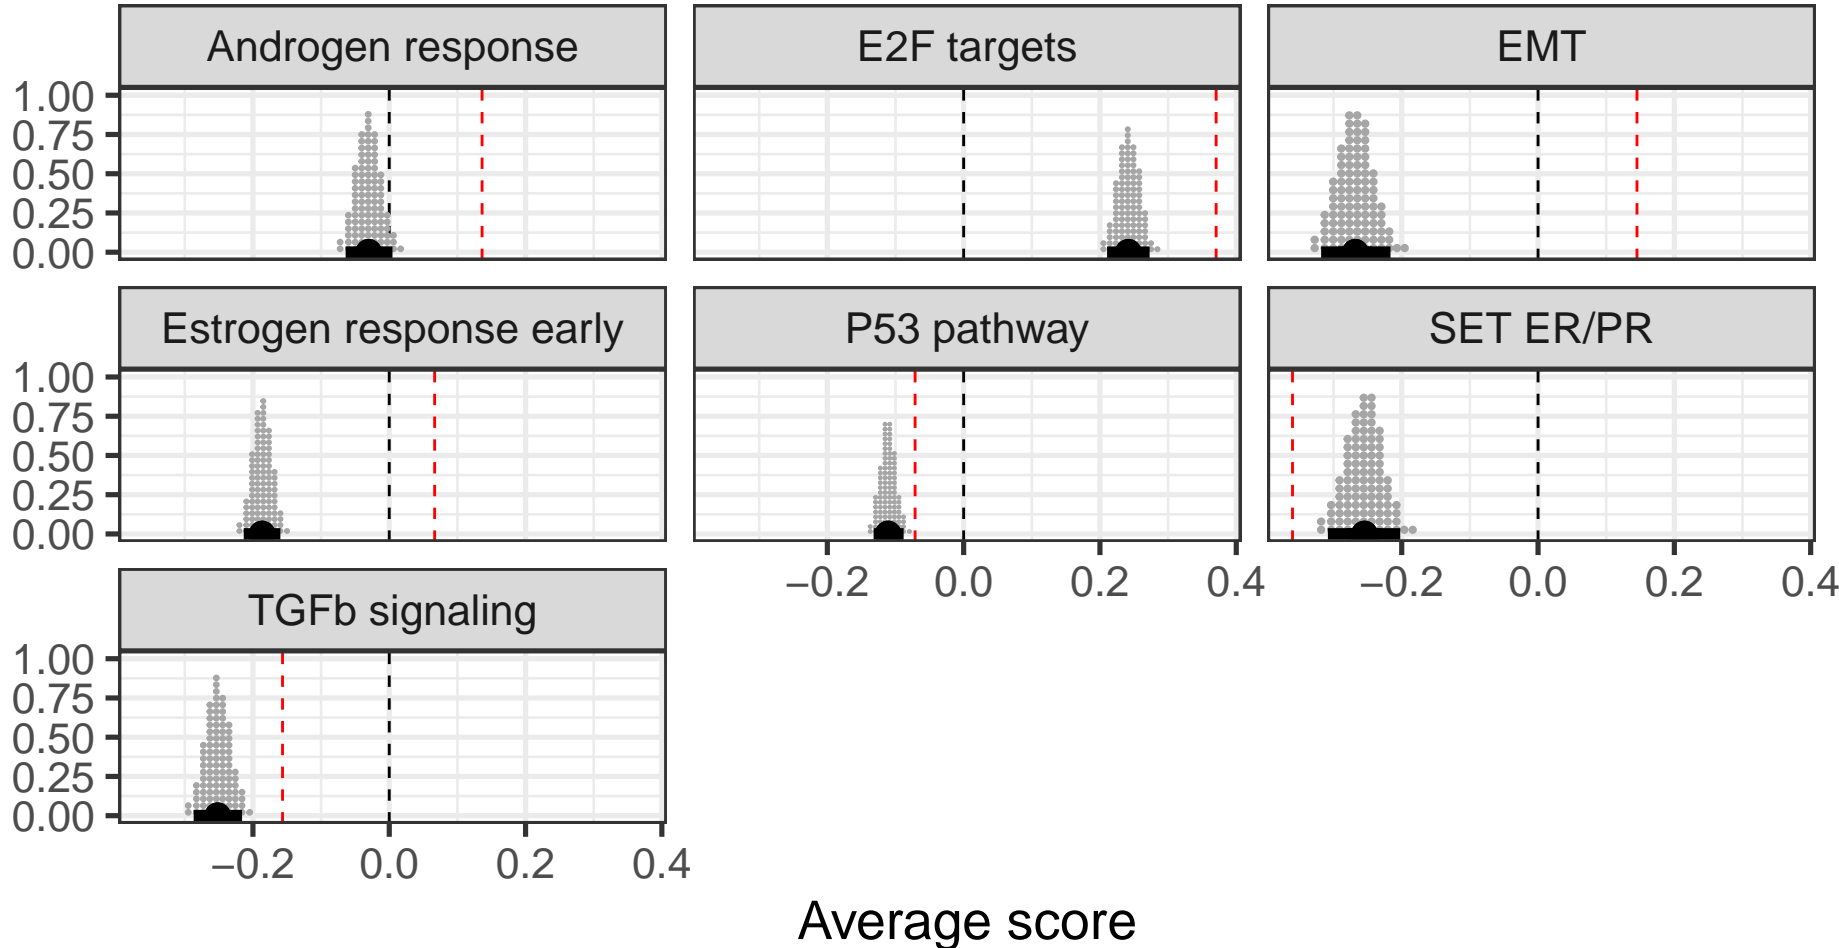 Androgen response
E2F targets
EMT
1.00
0.75
0.50
0.25
0.00
Estrogen response early
P53 pathway
SET ER/PR
1.00
0.75
0.50
0.25
0.00
−0.2 0.0 0.2 0.4
−0.2 0.0 0.2 0.4
TGFb signaling
1.00
0.75
0.50
0.25
0.00
−0.2 0.0 0.2 0.4
Average score